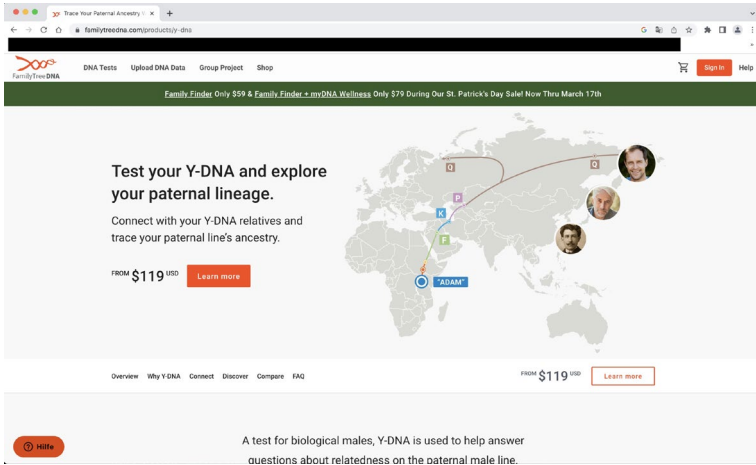 Trace Your Paternal Ancestry
familytreedna.com/products/y-dna
FamilyTreeDNA
DNA Tests
Upload DNA Data
Group Project
Shop
Sign In
Help
Family Finder Only $59 & Family Finder + myDNA Wellness Only $79 During Our St. Patrick's Day Sale! Now Thru March 17th
Test your Y-DNA and explore
your paternal lineage.
Connect with your Y-DNA relatives and
trace your paternal line's ancestry.
FROM $119 USD
Learn more
Q
Q
P
K
F
"ADAM"
Overview
Why Y-DNA
Connect
Discover
Compare
FAQ
FROM $119 USD
Learn more
Hilfe
A test for biological males, Y-DNA is used to help answer
questions about relatedness on the paternal male line.